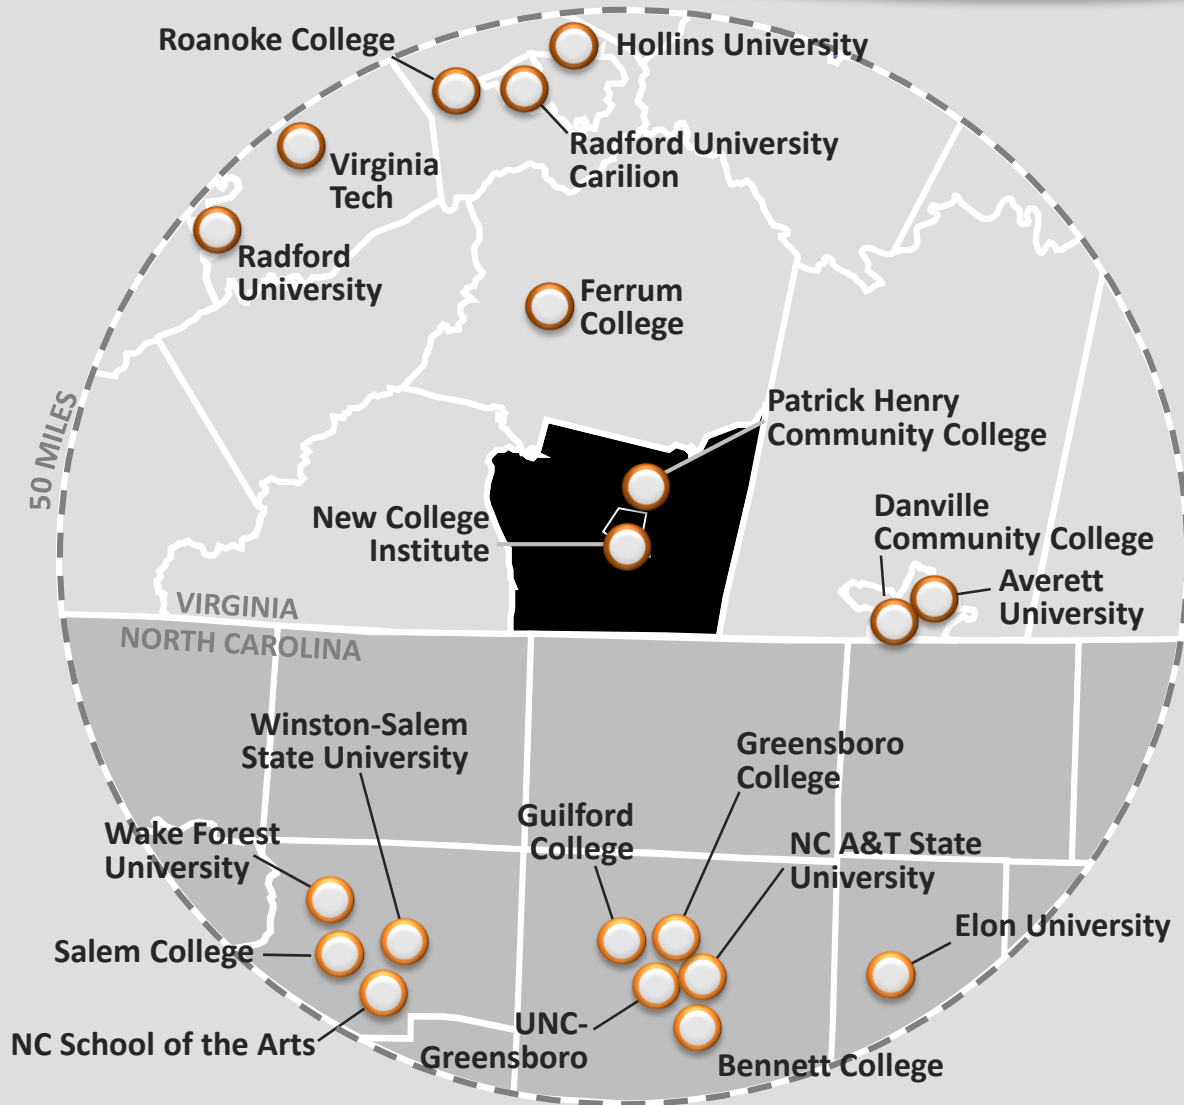 Roanoke College
Hollins University
Radford University
Carilion
Virginia
Tech
Radford
University
Ferrum
College
50 MILES
Patrick Henry
Community College
New College
Institute
Danville
Community College
Averett
University
VIRGINIA
NORTH CAROLINA
Winston-Salem
State University
Greensboro
College
Guilford
College
Wake Forest
University
NC A&T State
University
Elon University
Salem College
NC School of the Arts
UNC-
Greensboro
Bennett College